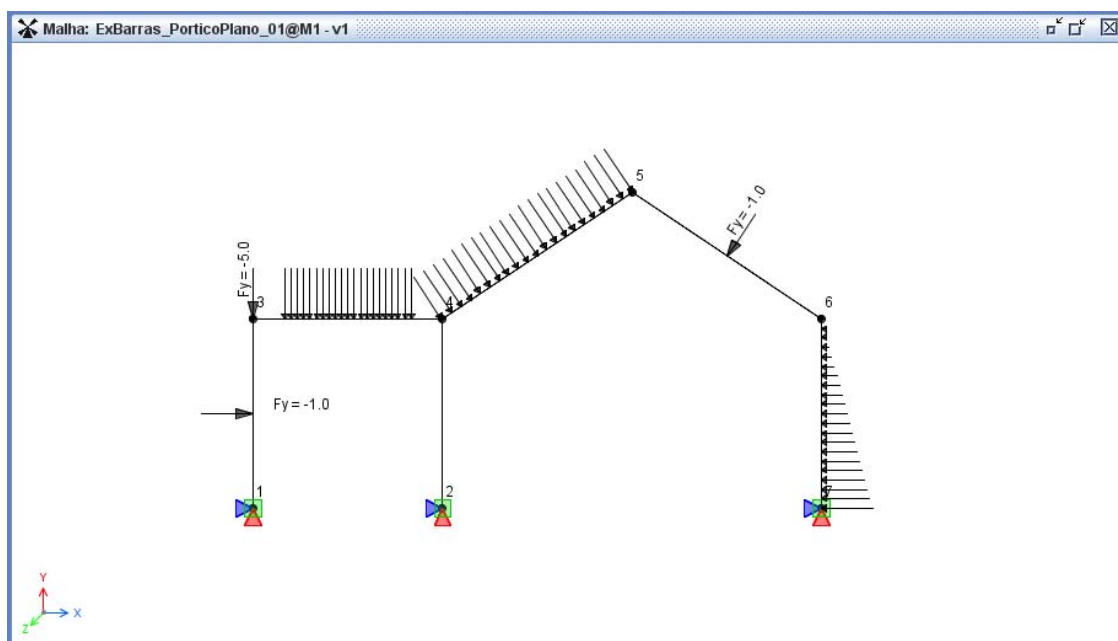 Malha: ExBarras_PorticoPlano_01@M1 - v1
5
Fy = -1.0
Fy = -5.0
3
4
6
Fy = -1.0
1
2
7
Y
X
Z